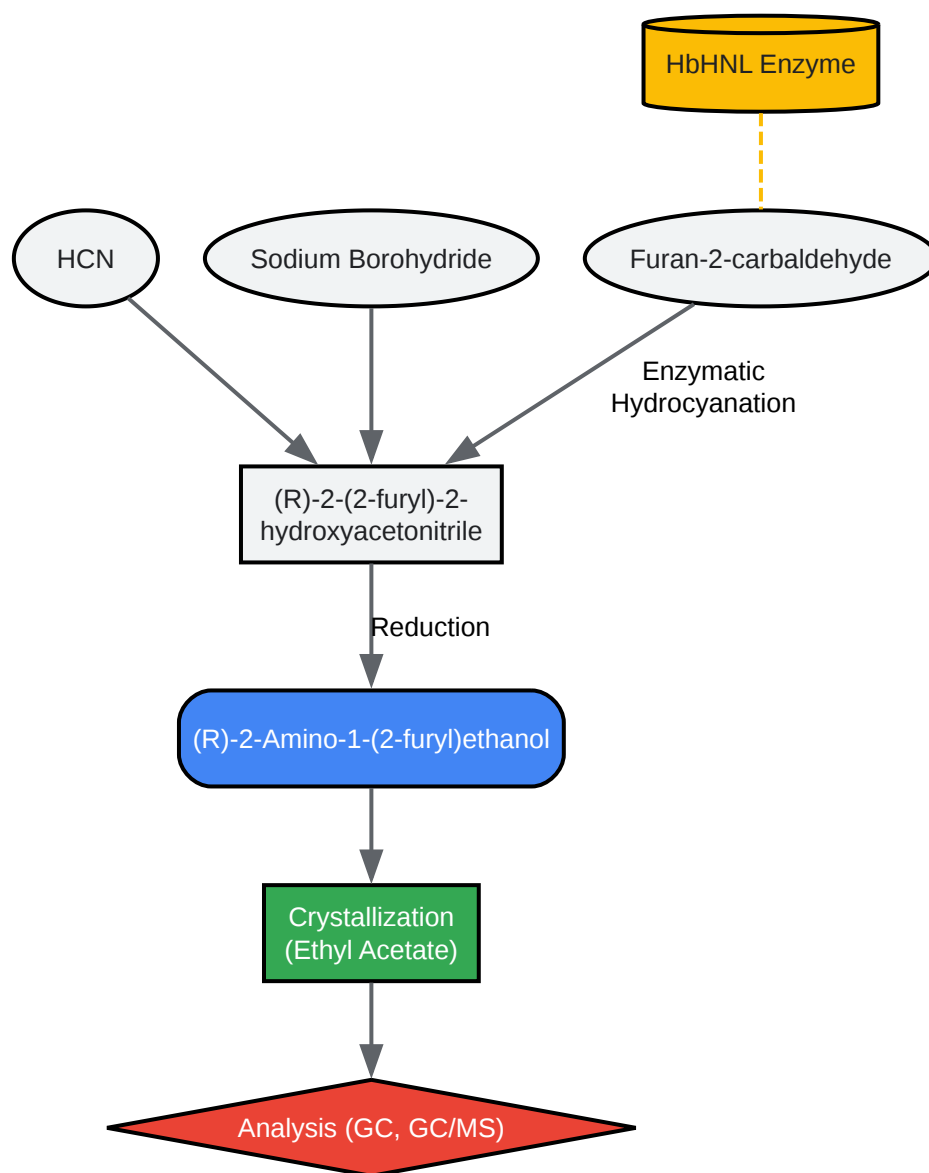 HbHNL Enzyme
HCN
Sodium Borohydride
Furan-2-carbaldehyde
Enzymatic
Hydrocyanation
(R)-2-(2-furyl)-2-
hydroxyacetonitrile
Reduction
(R)-2-Amino-1-(2-furyl)ethanol
Crystallization
(Ethyl Acetate)
Analysis (GC, GC/MS)